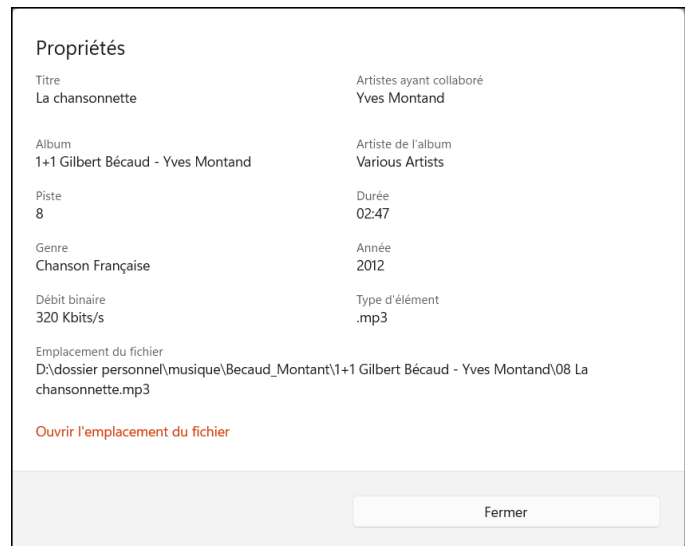 Propriétés
Titre
La chansonnette
Artistes ayant collaboré
Yves Montand
Album
1+1 Gilbert Bécaud - Yves Montand
Artiste de l'album
Various Artists
Piste
8
Durée
02:47
Genre
Chanson Française
Année
2012
Débit binaire
320 Kbits/s
Type d'élément
.mp3
Emplacement du fichier
D:\dossier personnel\musique\Becaud_Montant\1+1 Gilbert Bécaud - Yves Montand\08 La
chansonnette.mp3
Ouvrir l'emplacement du fichier
Fermer